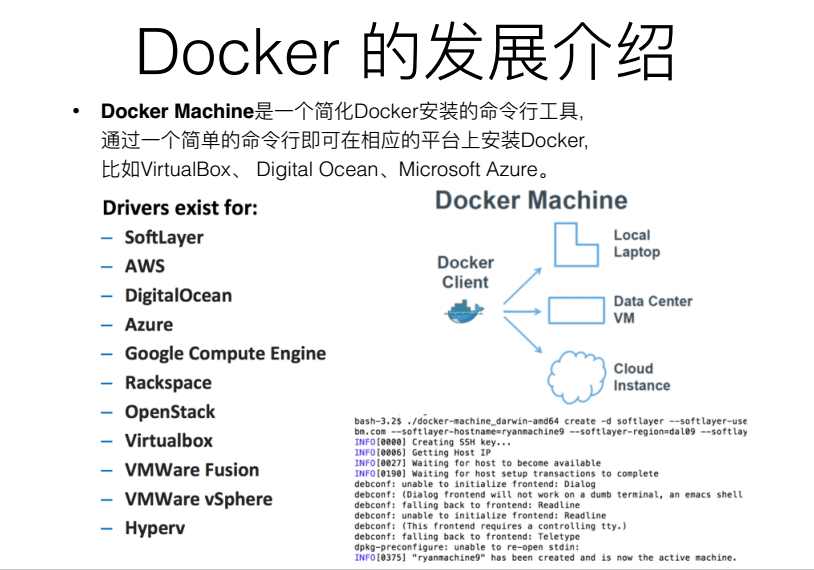 Docker 的发展介绍
• Docker Machine是一个简化Docker安装的命令行工具,
通过一个简单的命令行即可在相应的平台上安装Docker,
比如VirtualBox、 Digital Ocean、Microsoft Azure。
Drivers exist for:
– SoftLayer
– AWS
– DigitalOcean
– Azure
– Google Compute Engine
– Rackspace
– OpenStack
– Virtualbox
– VMWare Fusion
– VMWare vSphere
– Hyperv
Docker Machine
Docker
Client
Local
Laptop
Data Center
VM
Cloud
Instance
bash-3.2$ ./docker-machine_darwin-amd64 create -d softlayer --softlayer-use
bm.com --softlayer-hostname=ryanmachine9 --softlayer-region=dal09 --softlay
INFO[0000] Creating SSH key...
INFO[0006] Getting Host IP
INFO[0027] Waiting for host to become available
INFO[0190] Waiting for host setup transactions to complete
debconf: unable to initialize frontend: Dialog
debconf: (Dialog frontend will not work on a dumb terminal, an emacs shell
debconf: falling back to frontend: Readline
debconf: unable to initialize frontend: Readline
debconf: (This frontend requires a controlling tty.)
debconf: falling back to frontend: Teletype
dpkg-preconfigure: unable to re-open stdin:
INFO[0375] "ryanmachine9" has been created and is now the active machine.